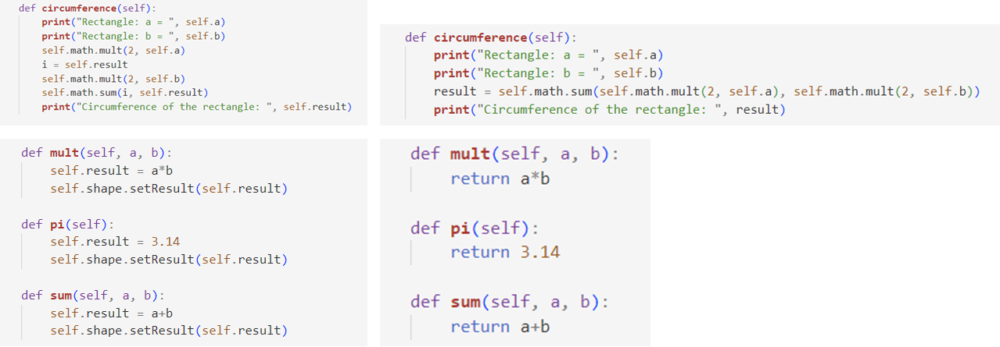 def circumference(self):
    print("Rectangle: a = ", self.a)
    print("Rectangle: b = ", self.b)
    self.math.mult(2, self.a)
    i = self.result
    self.math.mult(2, self.b)
    self.math.sum(i, self.result)
    print("Circumference of the rectangle: ", self.result)
def circumference(self):
    print("Rectangle: a = ", self.a)
    print("Rectangle: b = ", self.b)
    result = self.math.sum(self.math.mult(2, self.a), self.math.mult(2, self.b))
    print("Circumference of the rectangle: ", result)
def mult(self, a, b):
    self.result = a*b
    self.shape.setResult(self.result)
def pi(self):
    self.result = 3.14
    self.shape.setResult(self.result)
def sum(self, a, b):
    self.result = a+b
    self.shape.setResult(self.result)
def mult(self, a, b):
    return a*b
def pi(self):
    return 3.14
def sum(self, a, b):
    return a+b